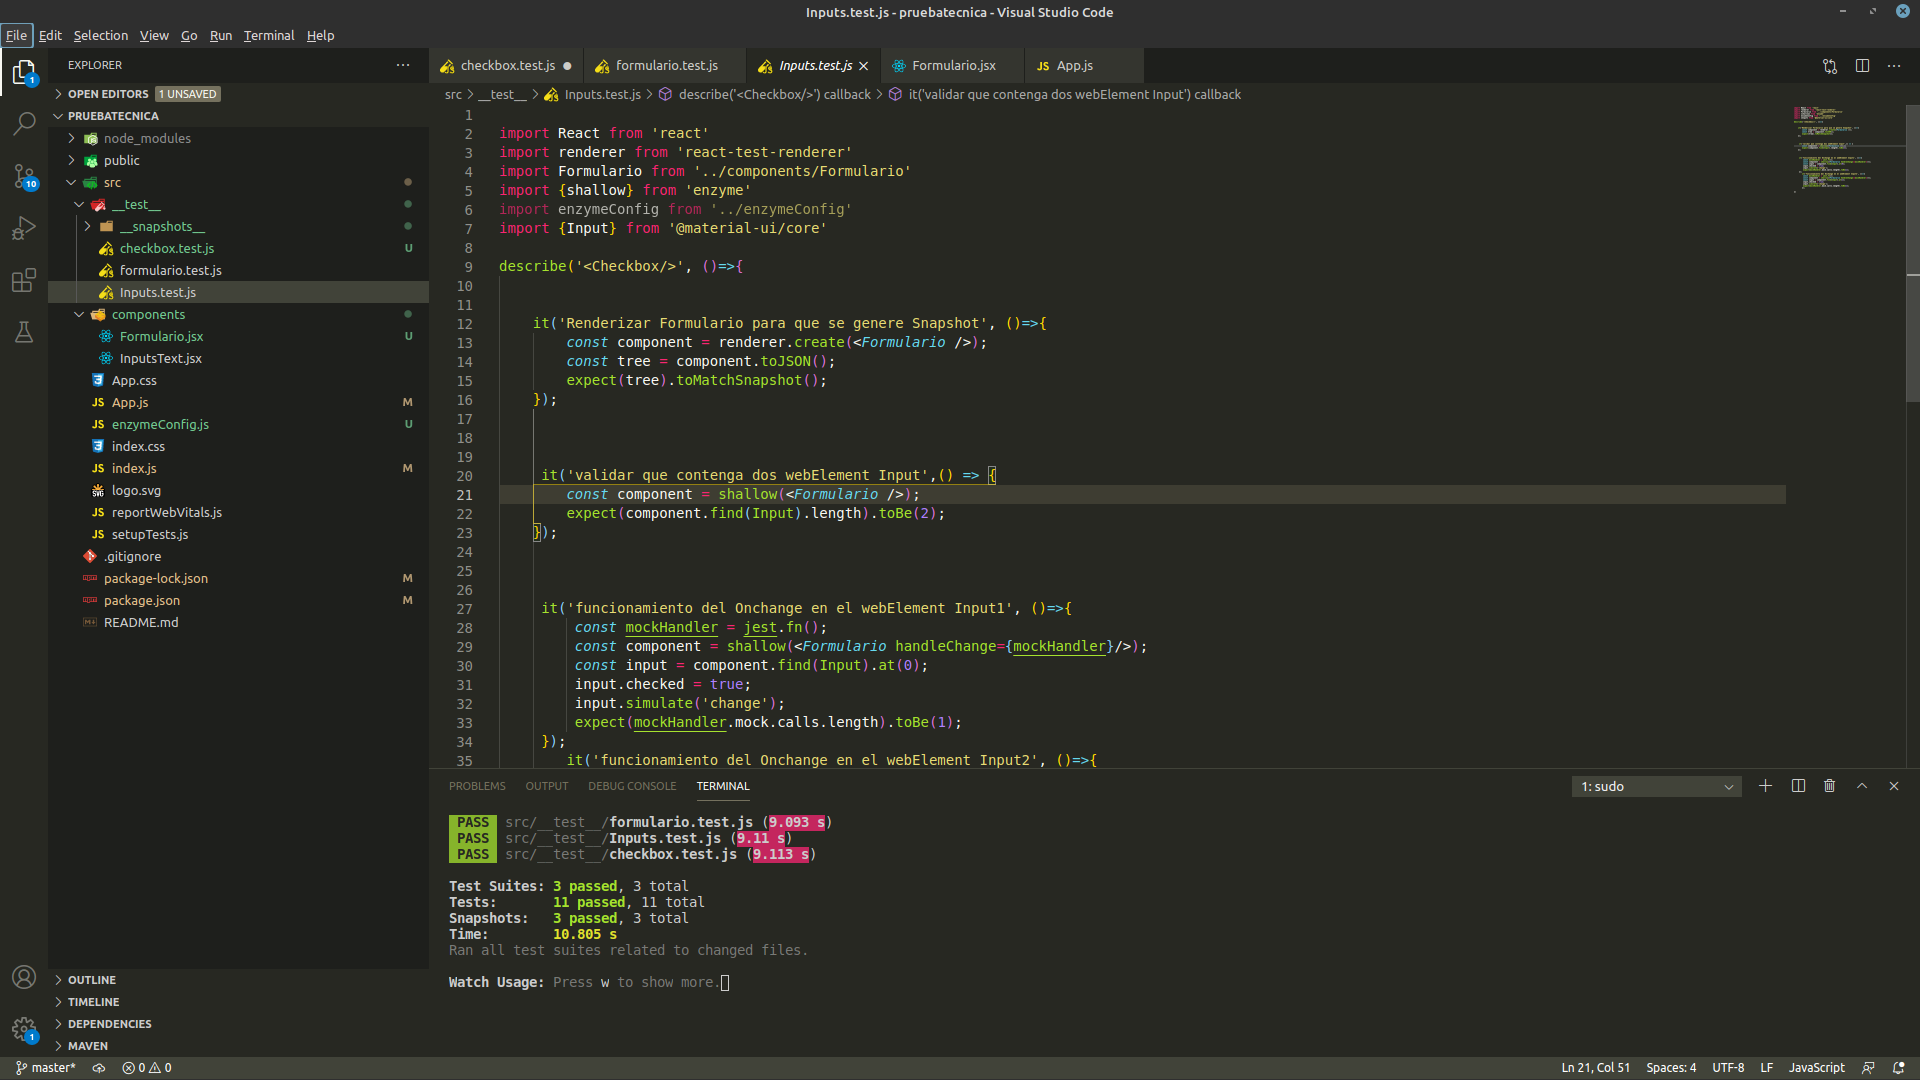 Inputs.test.js - pruebatecnica - Visual Studio Code
File Edit Selection View Go Run Terminal Help
EXPLORER
OPEN EDITORS 1 UNSAVED
PRUEBATECNICA
node_modules
public
src
__test__
__snapshots__
checkbox.test.js U
formulario.test.js
Inputs.test.js
components
Formulario.jsx U
InputsText.jsx
App.css
JS App.js M
JS enzymeConfig.js U
index.css
JS index.js M
logo.svg
JS reportWebVitals.js
JS setupTests.js
.gitignore
package-lock.json M
package.json M
README.md
OUTLINE
TIMELINE
DEPENDENCIES
MAVEN
1
10
1
checkbox.test.js formulario.test.js Inputs.test.js Formulario.jsx JS App.js
src > __test__ > Inputs.test.js > describe('<Checkbox/>') callback > it('validar que contenga dos webElement Input') callback
1
2 import React from 'react'
3 import renderer from 'react-test-renderer'
4 import Formulario from '../components/Formulario'
5 import {shallow} from 'enzyme'
6 import enzymeConfig from '../enzymeConfig'
7 import {Input} from '@material-ui/core'
8
9 describe('<Checkbox/>', ()=>{
10
11
12 it('Renderizar Formulario para que se genere Snapshot', ()=>{
13 const component = renderer.create(<Formulario />);
14 const tree = component.toJSON();
15 expect(tree).toMatchSnapshot();
16 });
17
18
19
20 it('validar que contenga dos webElement Input',() => {
21 const component = shallow(<Formulario />);
22 expect(component.find(Input).length).toBe(2);
23 });
24
25
26
27 it('funcionamiento del Onchange en el webElement Input1', ()=>{
28 const mockHandler = jest.fn();
29 const component = shallow(<Formulario handleChange={mockHandler}/>);
30 const input = component.find(Input).at(0);
31 input.checked = true;
32 input.simulate('change');
33 expect(mockHandler.mock.calls.length).toBe(1);
34 });
35 it('funcionamiento del Onchange en el webElement Input2', ()=>{
PROBLEMS OUTPUT DEBUG CONSOLE TERMINAL 1: sudo
PASS src/__test__/formulario.test.js (9.093 s)
PASS src/__test__/Inputs.test.js (9.11 s)
PASS src/__test__/checkbox.test.js (9.113 s)
Test Suites: 3 passed, 3 total
Tests: 11 passed, 11 total
Snapshots: 3 passed, 3 total
Time: 10.805 s
Ran all test suites related to changed files.
Watch Usage: Press w to show more.
master* 0 0 Ln 21, Col 51 Spaces: 4 UTF-8 LF JavaScript